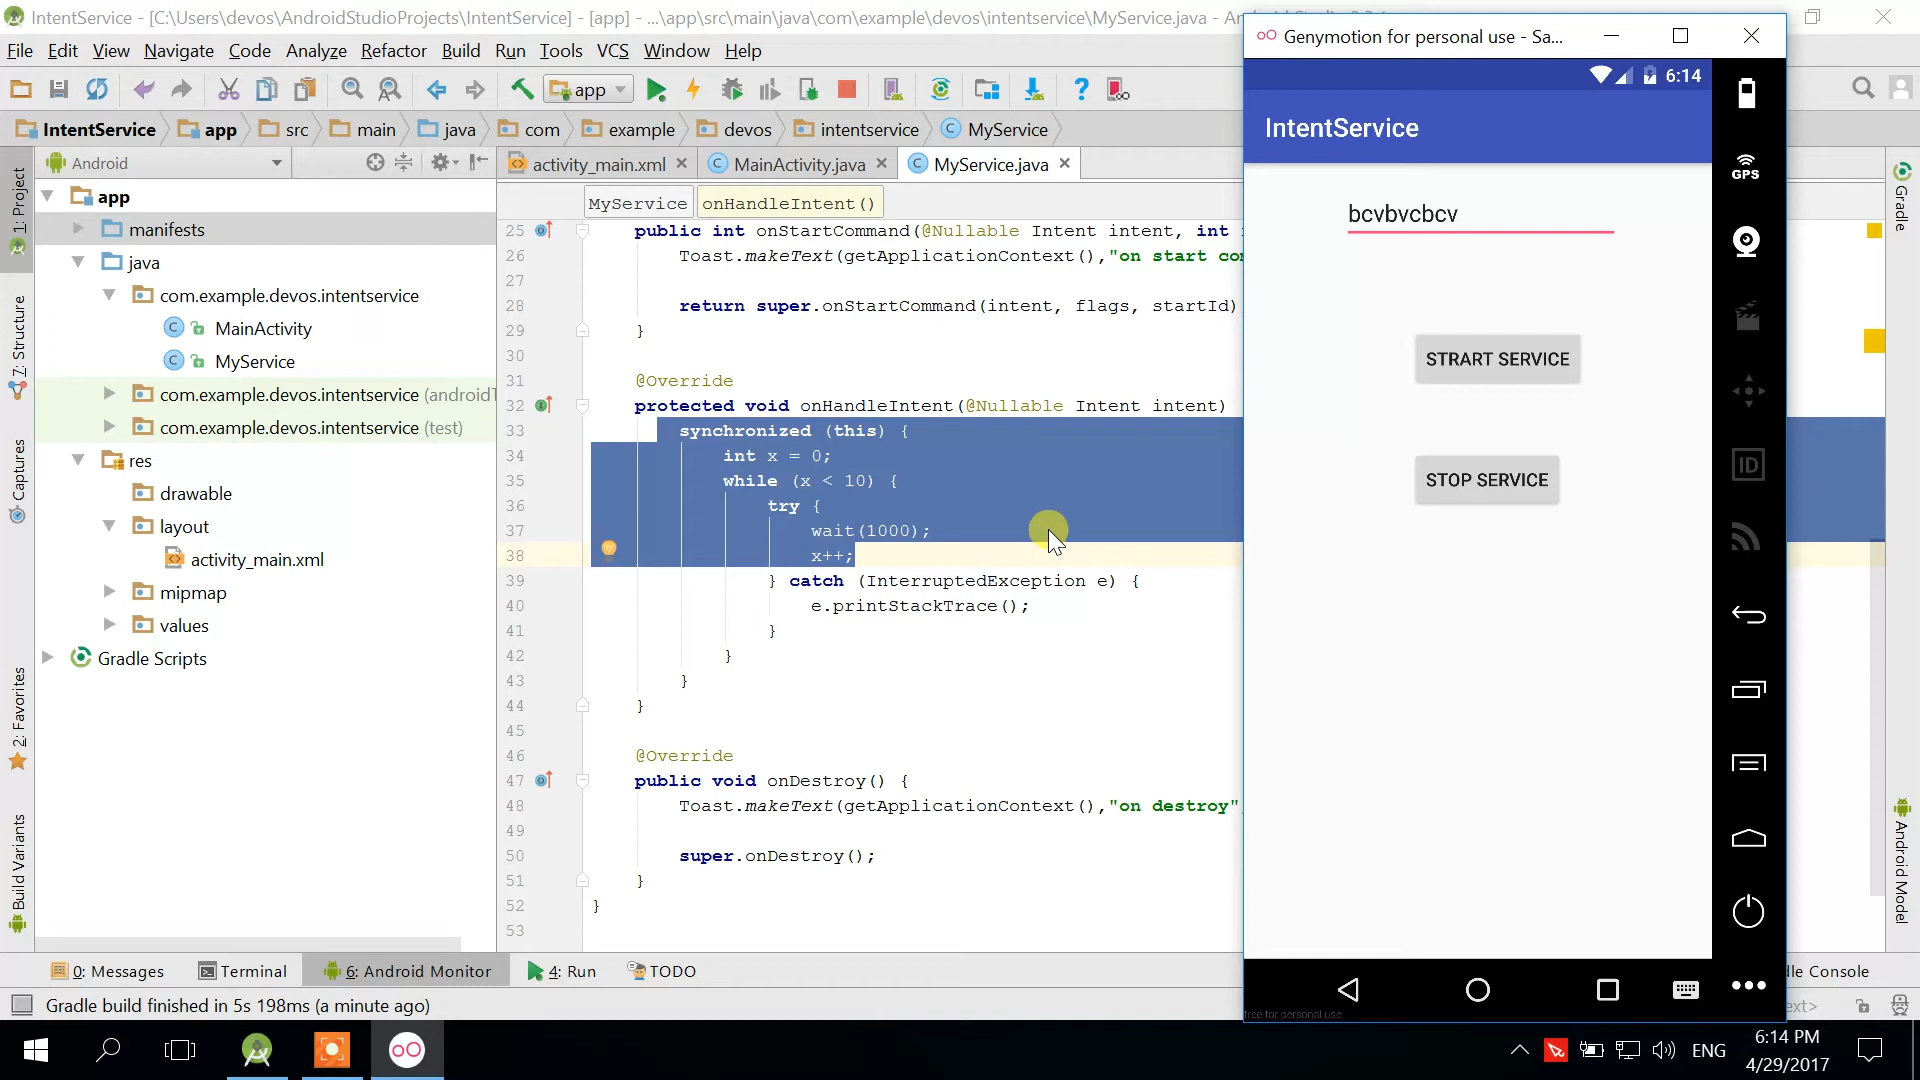 IntentService - [C:\Users\devos\AndroidStudioProjects\IntentService] - [app] - ...\app\src\main\java\com\example\devos\intentservice\MyService.java -
File Edit View Navigate Code Analyze Refactor Build Run Tools VCS Window Help
app
IntentService app src main java com example devos intentservice MyService
Android
activity_main.xml MainActivity.java MyService.java
MyService onHandleIntent()
1: Project
7: Structure
Captures
2: Favorites
Build Variants
app
manifests
java
com.example.devos.intentservice
MainActivity
MyService
com.example.devos.intentservice
com.example.devos.intentservice (test)
res
drawable
layout
activity_main.xml
mipmap
values
Gradle Scripts
25 public int onStartCommand(@Nullable Intent intent, int
26 Toast.makeText(getApplicationContext(),"on start
27
28 return super.onStartCommand(intent, flags, startId)
29 }
30
31 @Override
32 protected void onHandleIntent(@Nullable Intent intent)
33 synchronized (this) {
34 int x = 0;
35 while (x < 10) {
36 try {
37 wait(1000);
38 x++;
39 } catch (InterruptedException e) {
40 e.printStackTrace();
41 }
42 }
43 }
44 }
45
46 @Override
47 public void onDestroy() {
48 Toast.makeText(getApplicationContext(),"on destroy"
49
50 super.onDestroy();
51 }
52 }
53
Genymotion for personal use - Sa...
6:14
IntentService
bcvbvcbcv
STRART SERVICE
STOP SERVICE
GPS
ID
free for personal use
Gradle
Android Model
0: Messages Terminal 6: Android Monitor 4: Run TODO
Console
Gradle build finished in 5s 198ms (a minute ago)
ENG
6:14 PM
4/29/2017